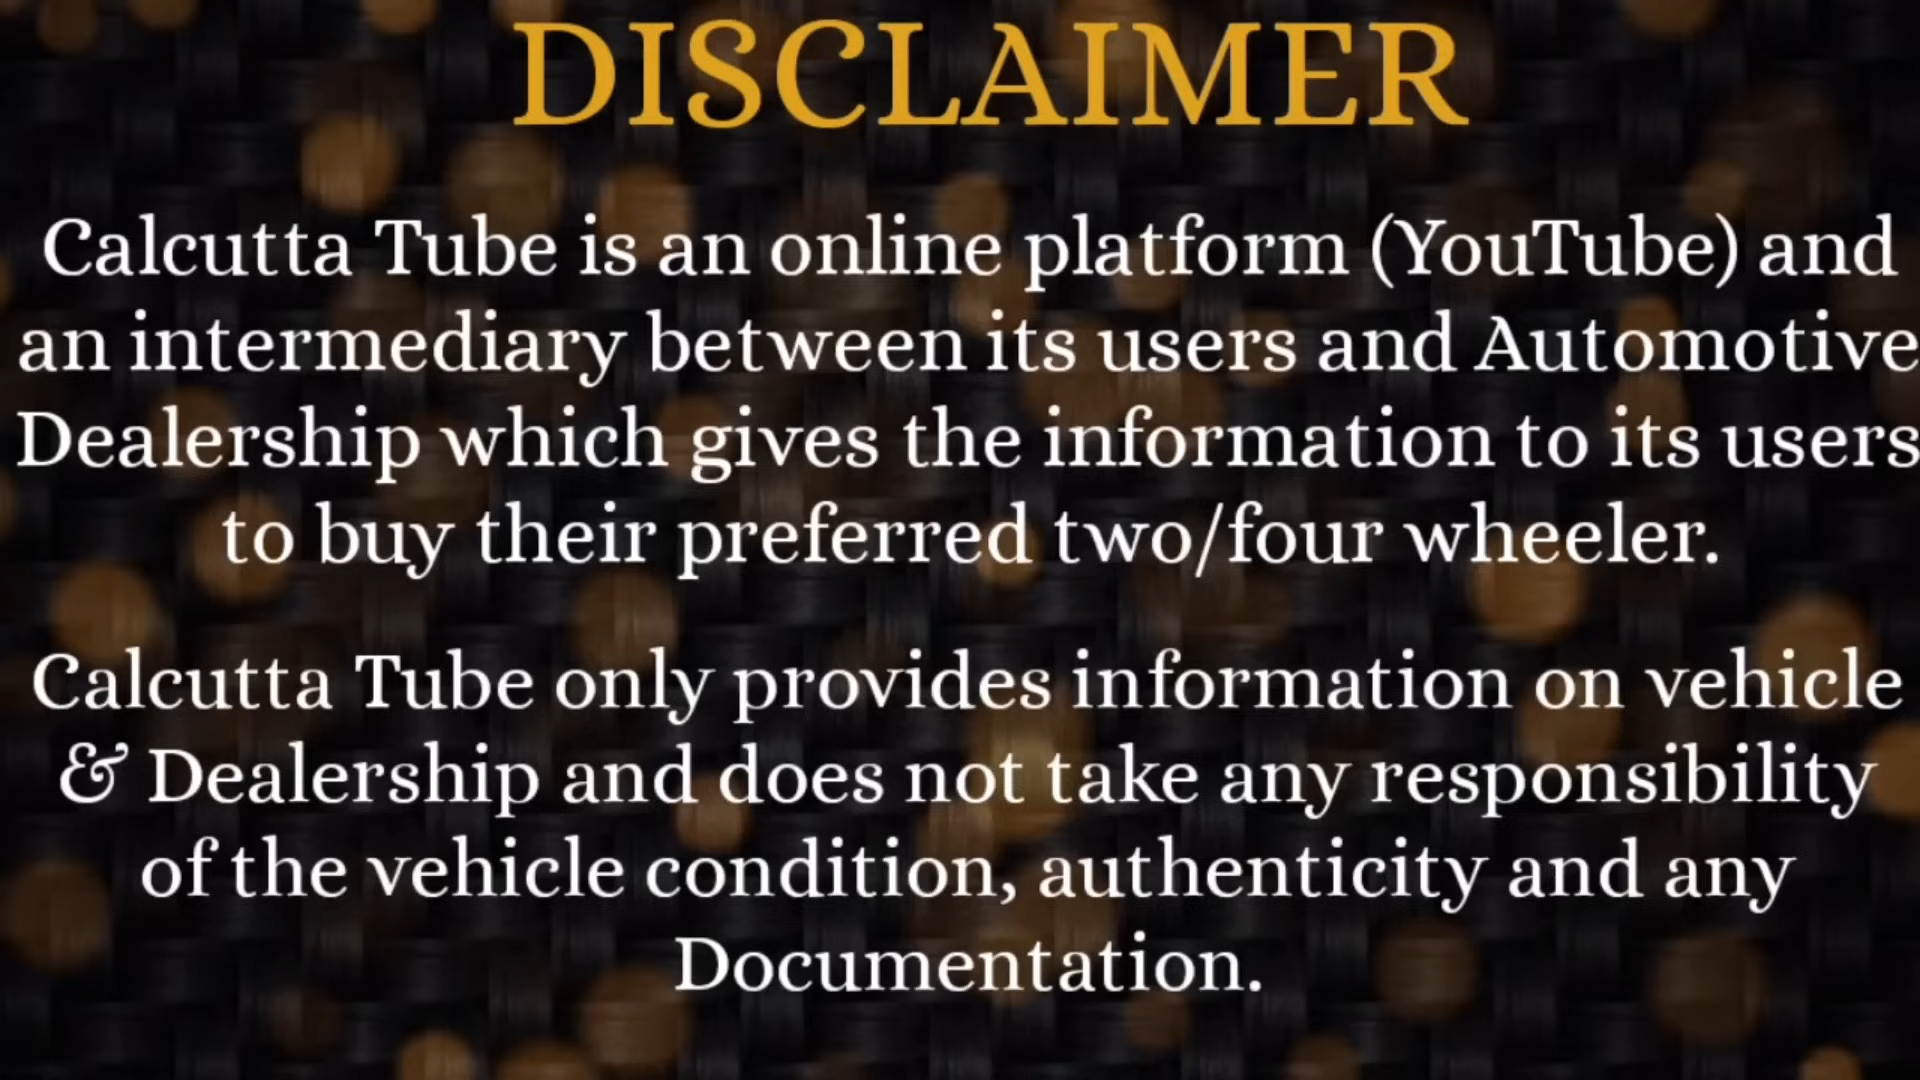 DISCLAIMER
Calcutta Tube is an online platform (YouTube) and
an intermediary between its users and Automotive
Dealership which gives the information to its users
to buy their preferred two/four wheeler.
Calcutta Tube only provides information on vehicle
& Dealership and does not take any responsibility
of the vehicle condition, authenticity and any
Documentation.